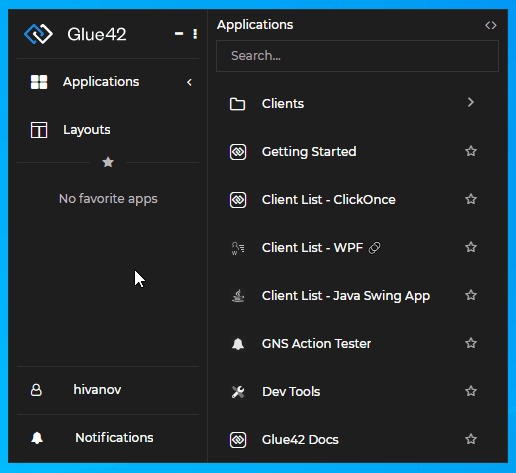 Glue42
Applications
Layouts
No favorite apps
hivanov
Notifications
Applications
Search...
Clients
Getting Started
Client List - ClickOnce
Client List - WPF
Client List - Java Swing App
GNS Action Tester
Dev Tools
Glue42 Docs